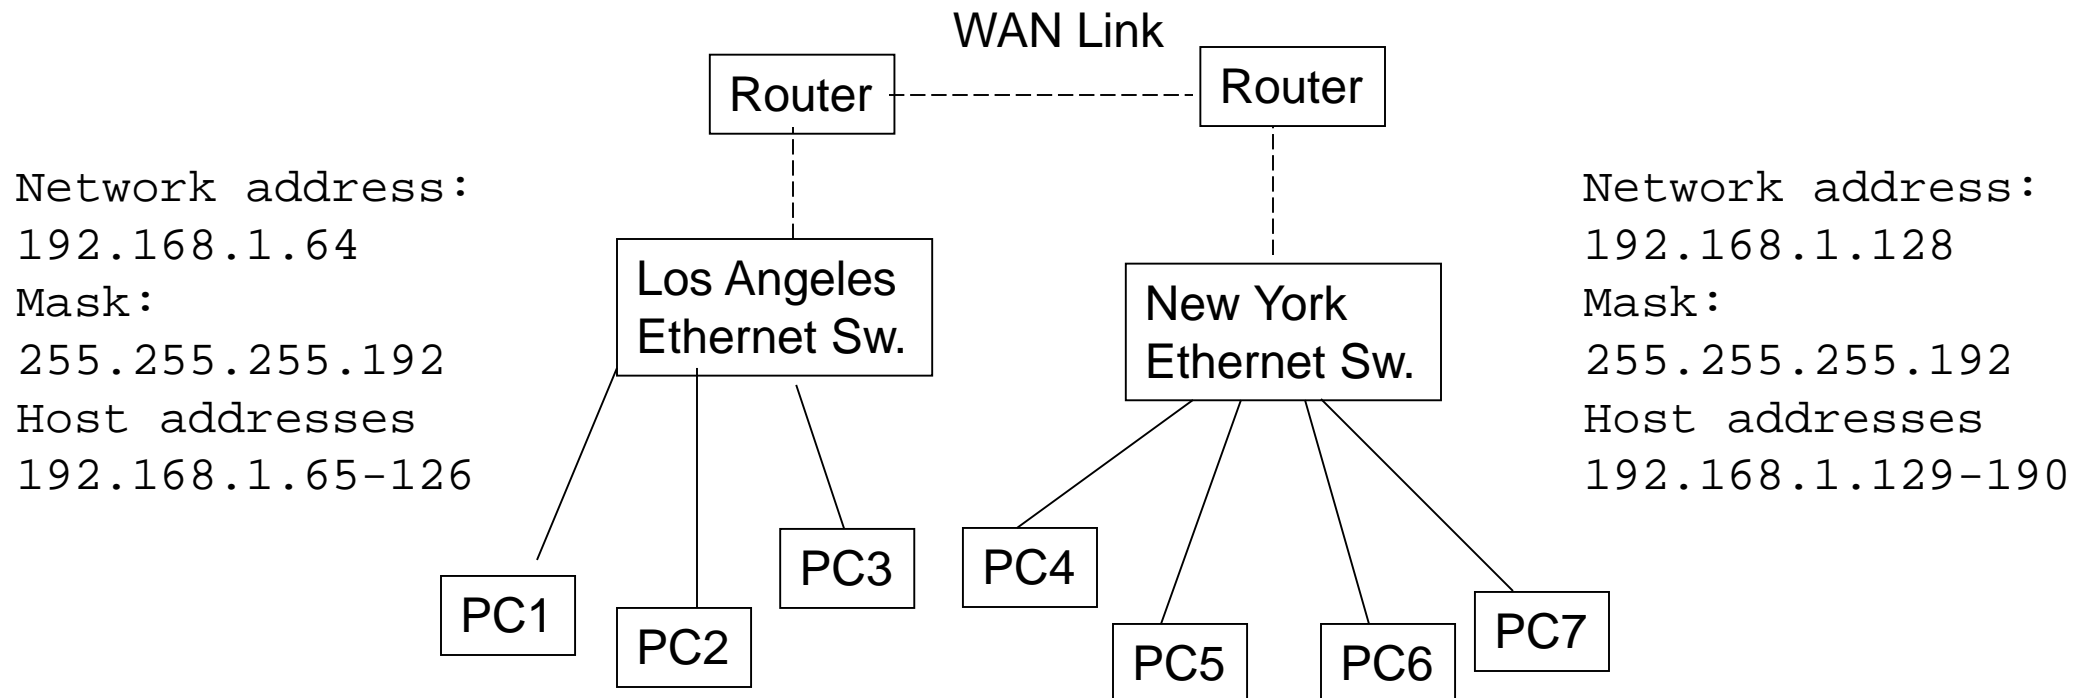 WAN Link
Router
Router
Network address:
192.168.1.64
Mask:
255.255.255.192
Host addresses
192.168.1.65-126
Los Angeles
Ethernet Sw.
New York
Ethernet Sw.
Network address:
192.168.1.128
Mask:
255.255.255.192
Host addresses
192.168.1.129-190
PC1
PC2
PC3
PC4
PC5
PC6
PC7